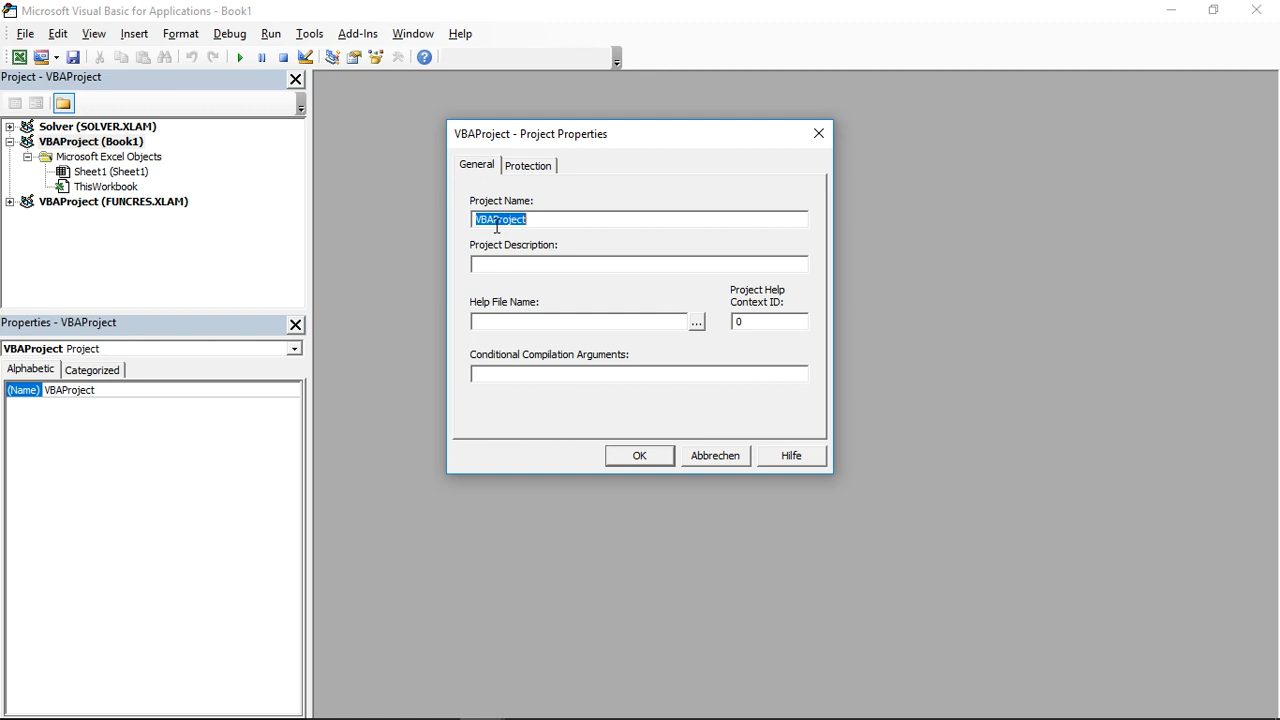 Microsoft Visual Basic for Applications - Book1
File Edit View Insert Format Debug Run Tools Add-Ins Window Help
Project - VBAProject
Solver (SOLVER.XLAM)
VBAProject (Book1)
Microsoft Excel Objects
Sheet1 (Sheet1)
ThisWorkbook
VBAProject (FUNCRES.XLAM)
Properties - VBAProject
VBAProject Project
Alphabetic Categorized
(Name) VBAProject
VBAProject - Project Properties
General Protection
Project Name:
VBAProject
Project Description:
Help File Name:
Project Help
Context ID:
...
0
Conditional Compilation Arguments:
OK Abbrechen Hilfe